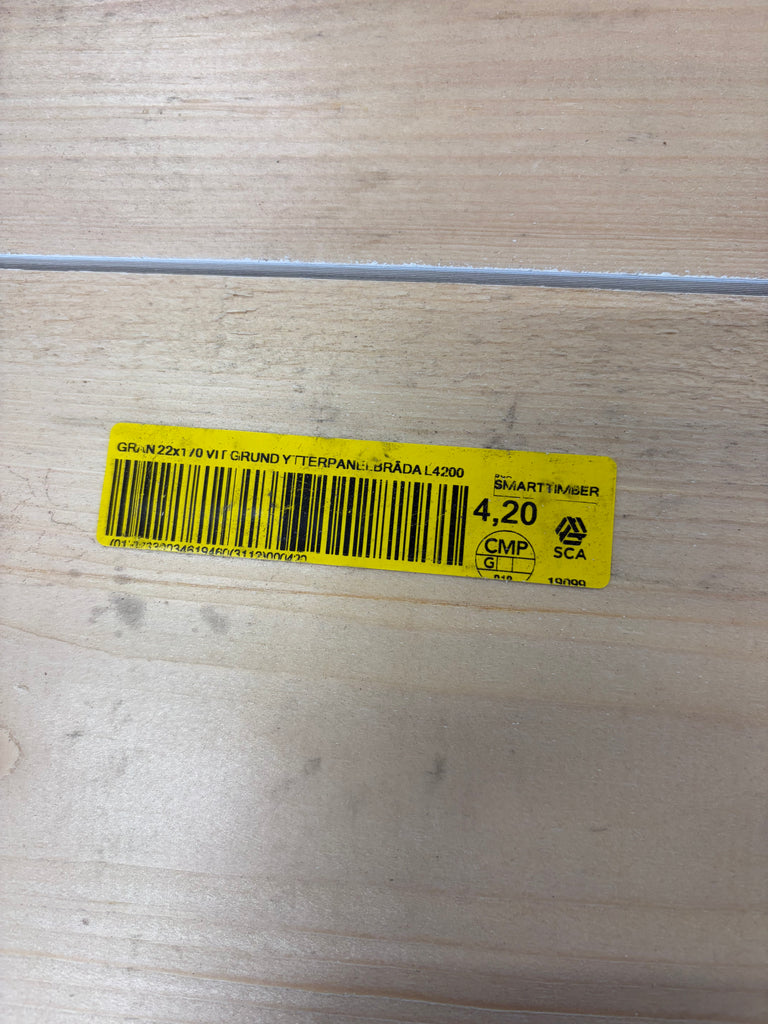 GRAN 22x170 VIT GRUND YTTERPANELBRÄDA L4200
SMARTTIMBER
4,20
CMP
G
SCA
19099